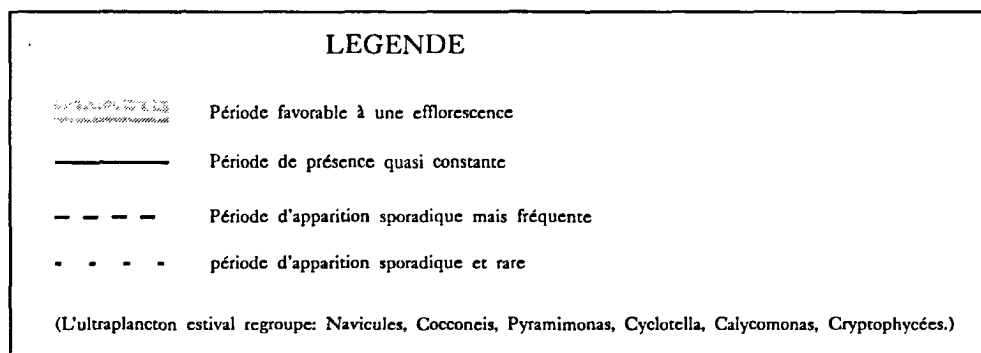 LEGENDE
Période favorable à une efflorescence
Période de présence quasi constante
Période d'apparition sporadique mais fréquente
période d'apparition sporadique et rare
(L'ultraplancton estival regroupe: Navicules, Cocconeis, Pyramimonas, Cyclotella, Calycomonas, Cryptophycées.)